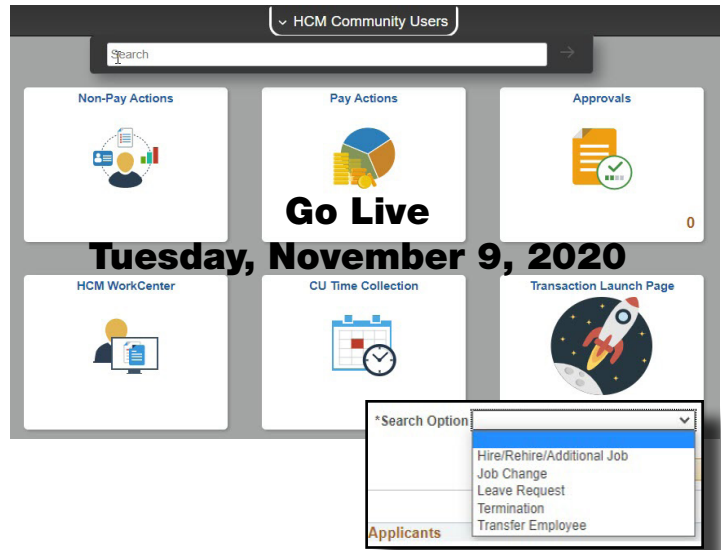 HCM Community Users
Search
Non-Pay Actions
Pay Actions
Approvals
0
Go Live
Tuesday, November 9, 2020
HCM WorkCenter
CU Time Collection
Transaction Launch Page
*Search Option
Hire/Rehire/Additional Job
Job Change
Leave Request
Termination
Transfer Employee
Applicants